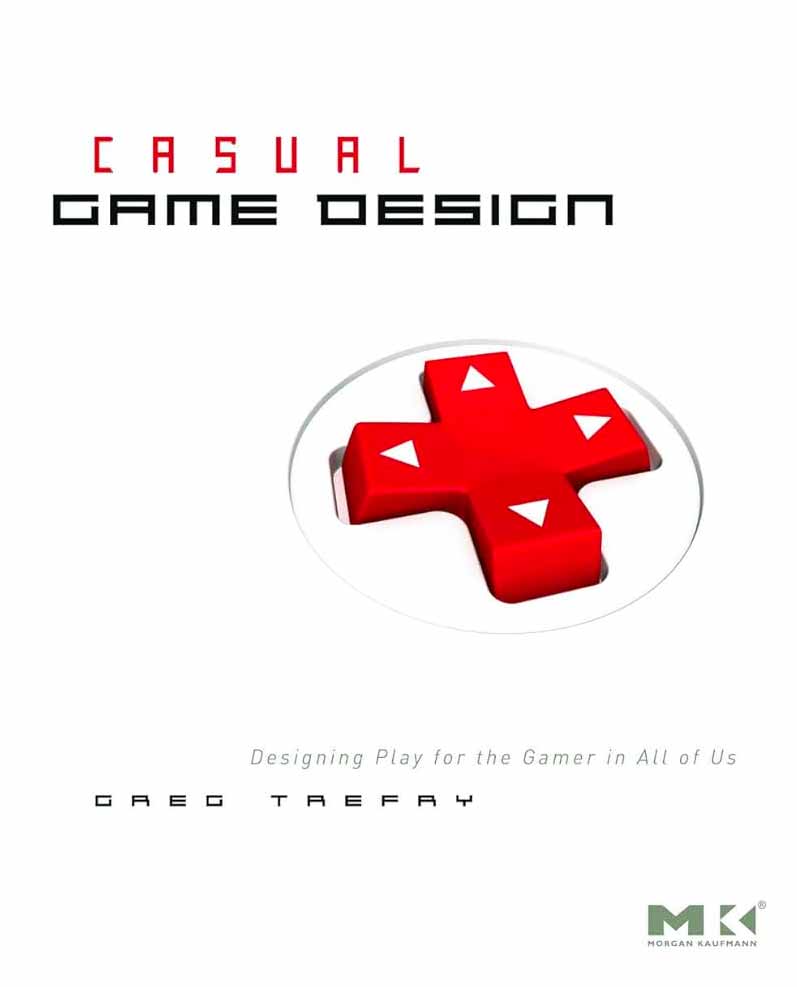 CASUAL
GAME DESIGN
Designing Play for the Gamer in All of Us
GREG TREFRY
MK®
MORGAN KAUFMANN